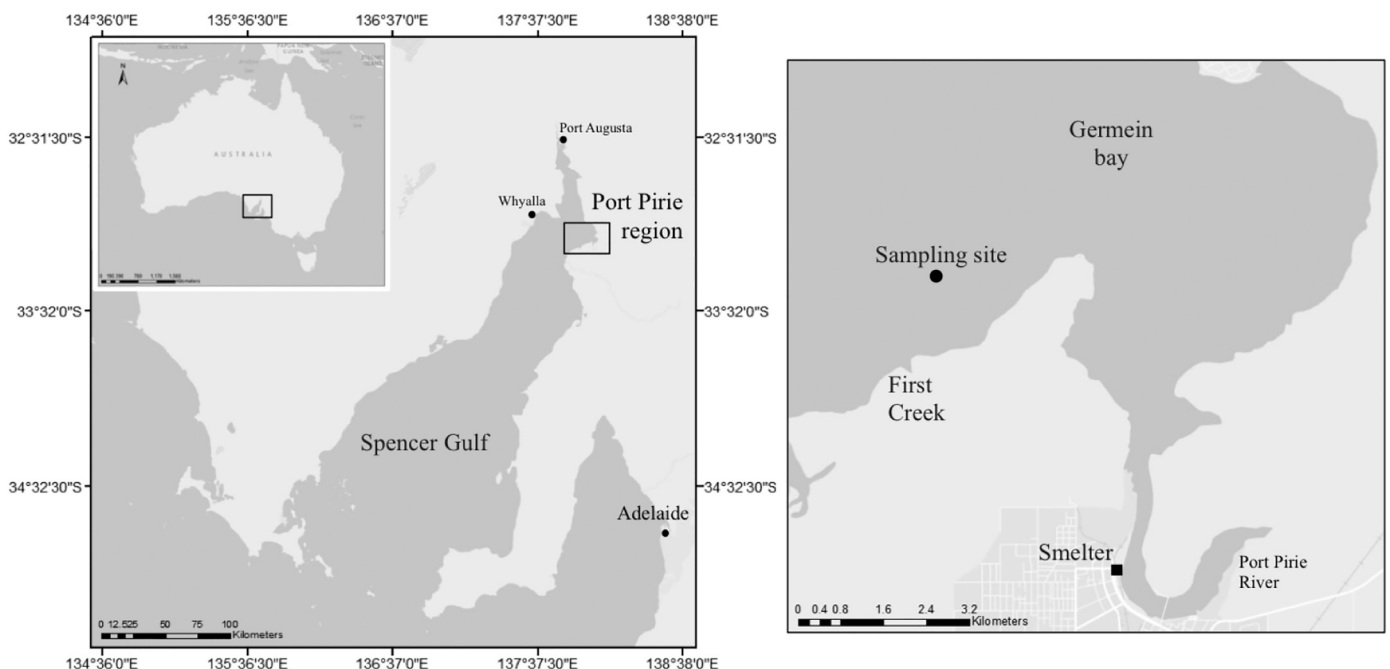 134°36'0"E 135°36'0"E 136°37'0"E 137°37'30"E 138°38'0"E
N
AUSTRALIA
Port Augusta
32°31'30"S
32°31'30"S
Whyalla
Port Pirie
region
33°32'0"S
33°32'0"S
Spencer Gulf
34°32'30"S
34°32'30"S
Adelaide
0 12.525 50 75 100
Kilometers
134°36'0"E 135°36'0"E 136°37'0"E 137°37'30"E 138°38'0"E
Germein
bay
Sampling site
First
Creek
Smelter
Port Pirie
River
0 0.4 0.8 1.6 2.4 3.2
Kilometers